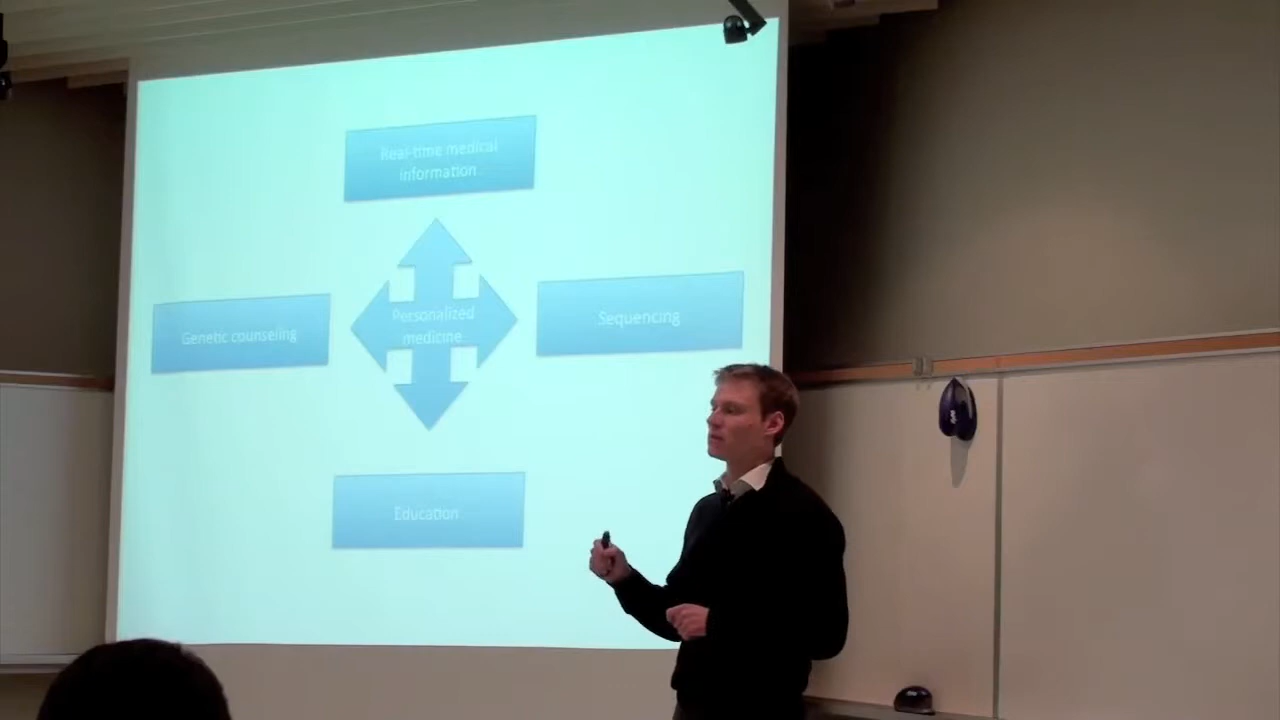 Real-time medical
information
Genetic counseling
Personalized
medicine
Sequencing
Education